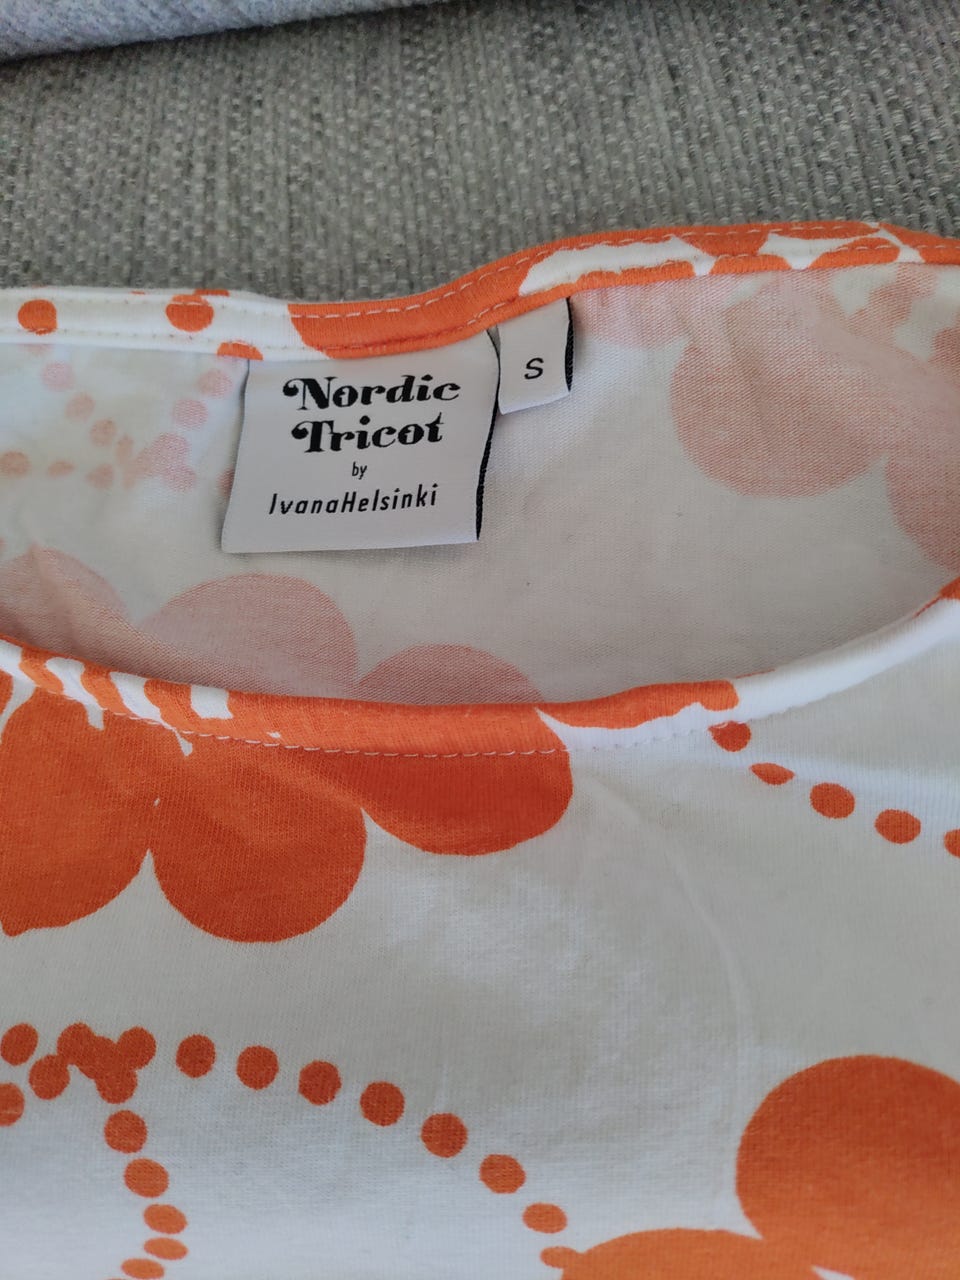 Nordic
Tricot
by
IvanaHelsinki
S